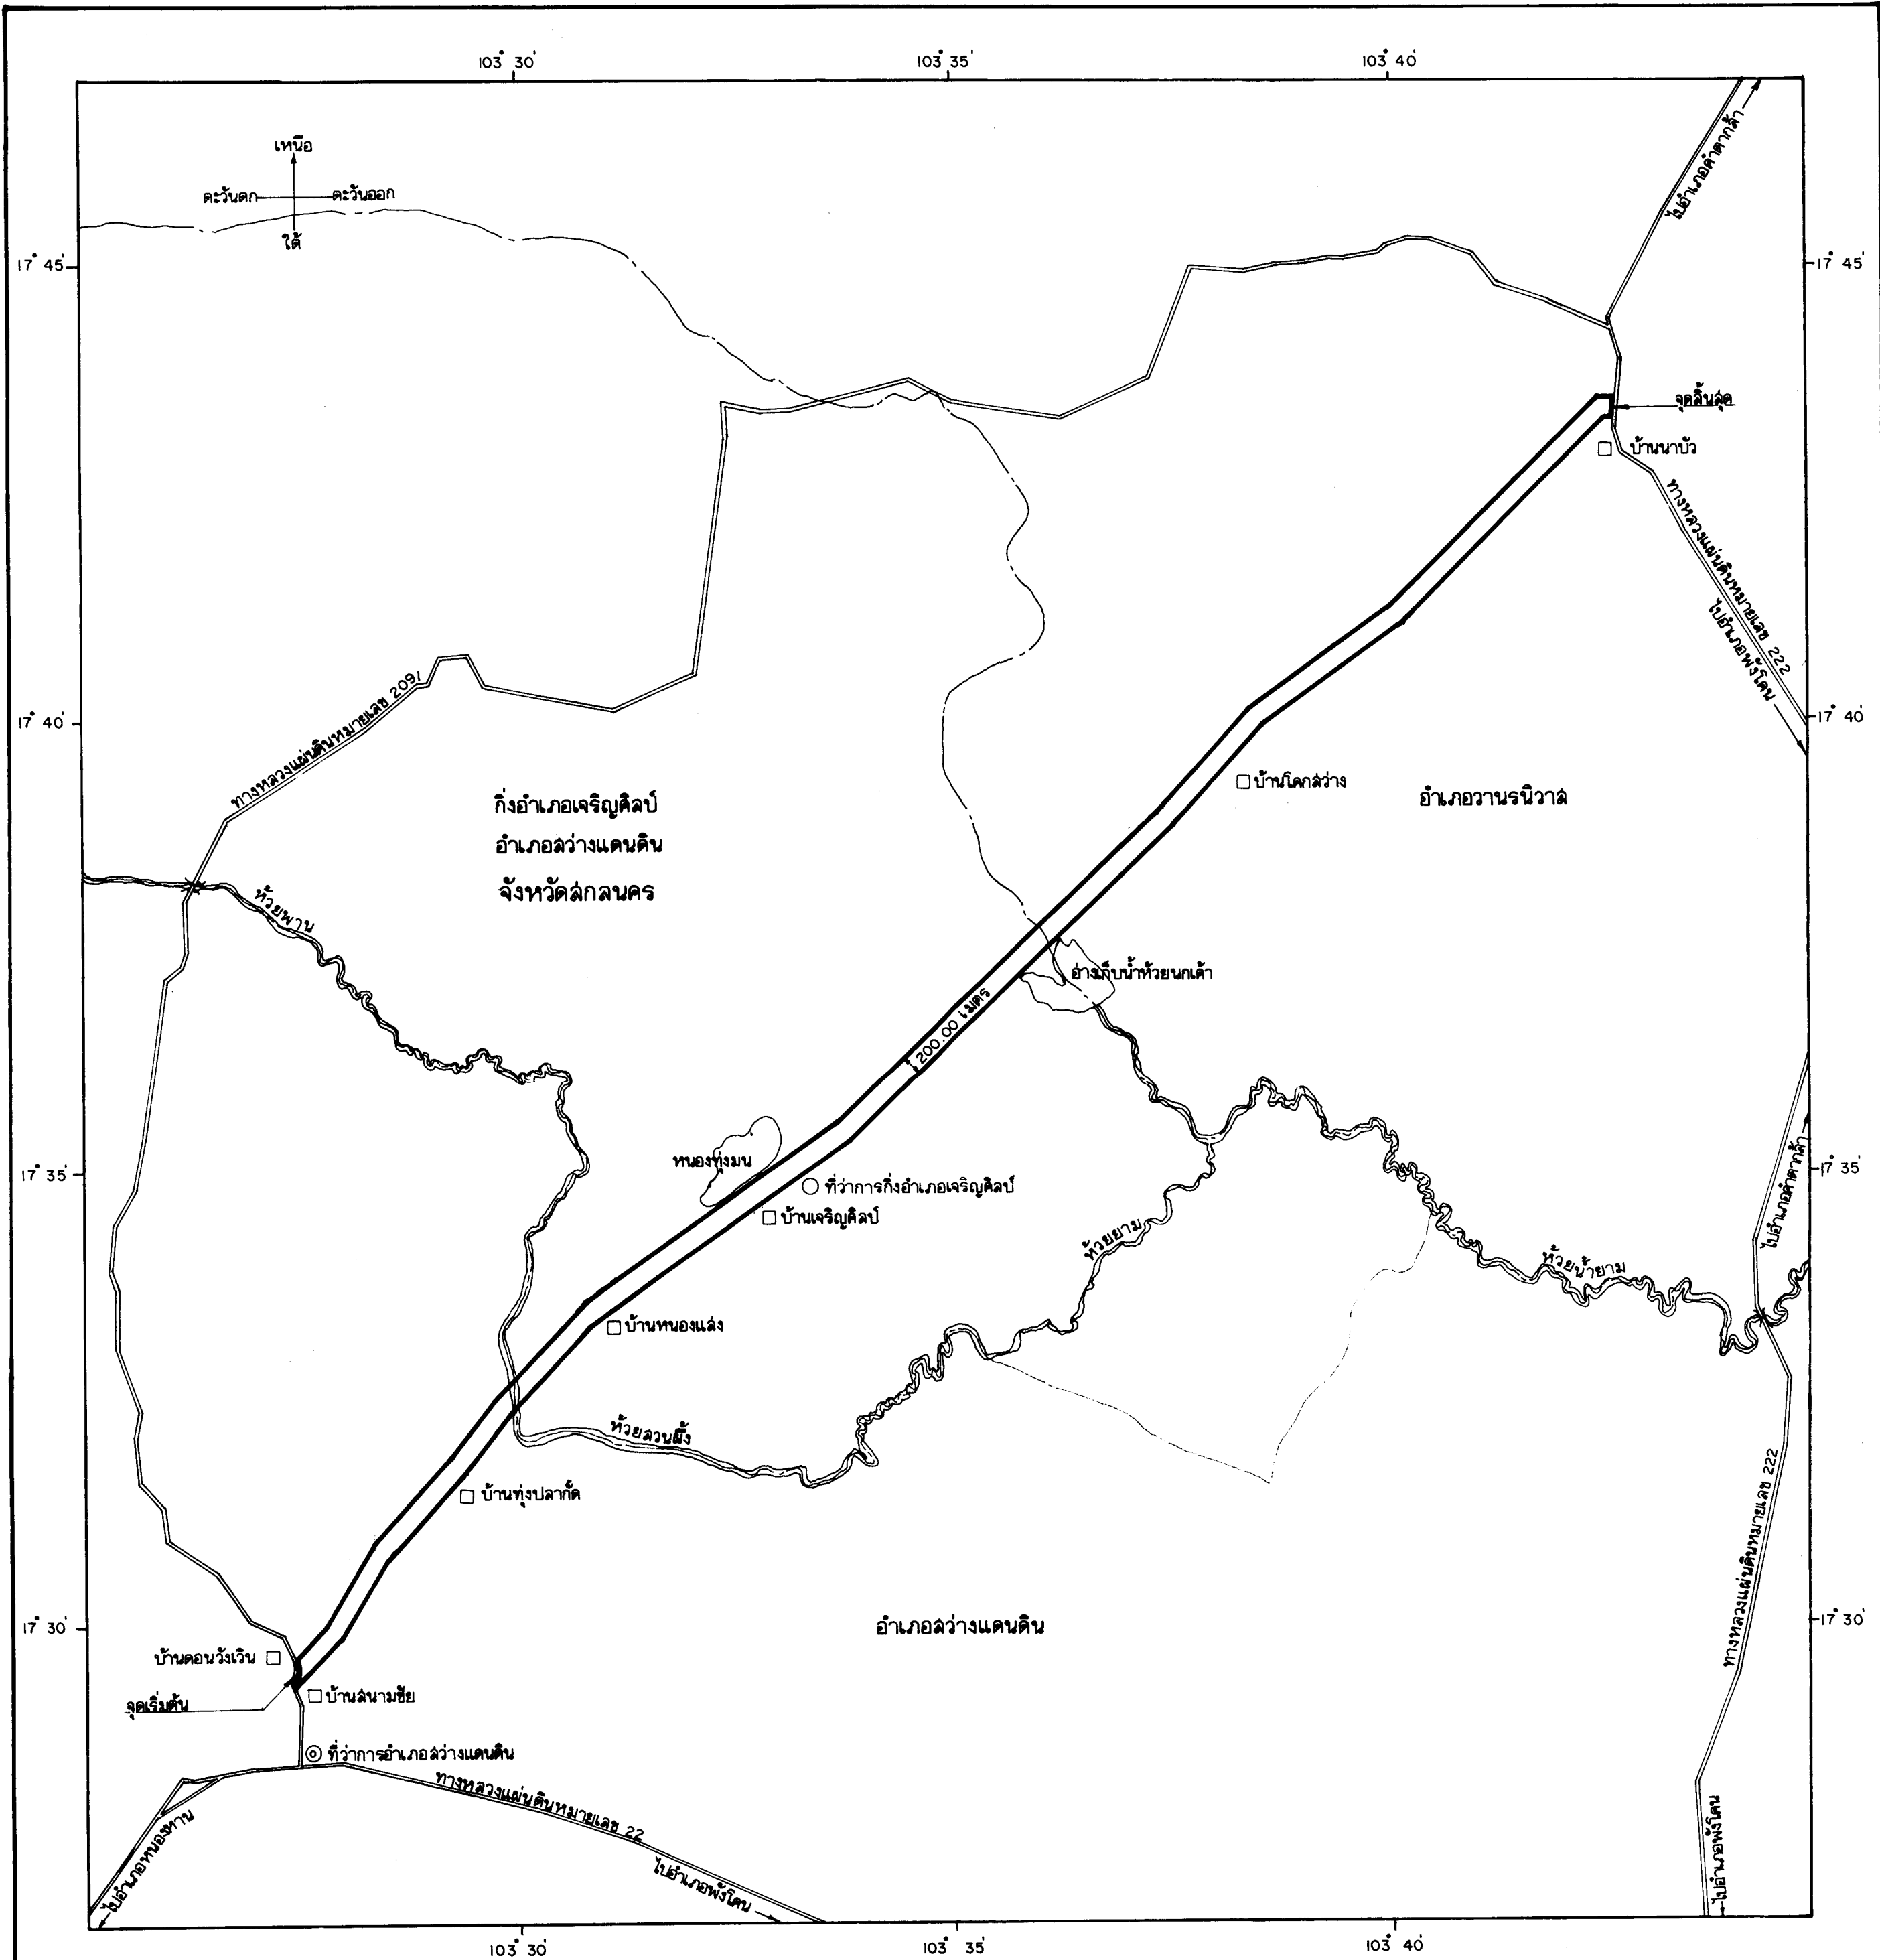 103° 30'
103° 35'
103° 40'
ไปอำเภอคำตากล้า
เหนือ
ตะวันตก
ตะวันออก
ใต้
17° 45'
17° 45'
จุดสิ้นสุด
บ้านนาบัว
ทางหลวงแผ่นดินหมายเลข 222
ไปอำเภอพังโคน
ทางหลวงแผ่นดินหมายเลข 2091
17° 40'
17° 40'
บ้านโคกสว่าง
กิ่งอำเภอเจริญศิลป์
อำเภอวานรนิวาส
อำเภอสว่างแดนดิน
จังหวัดสกลนคร
ห้วยพาน
อ่างเก็บน้ำห้วยนกเค้า
200.00 เมตร
หนองทุ่งมน
17° 35'
17° 35'
ที่ว่าการกิ่งอำเภอเจริญศิลป์
บ้านเจริญศิลป์
ไปอำเภอคำตากล้า
ห้วยยาม
ห้วยน้ำยาม
บ้านหนองแสง
ห้วยสวนผึ้ง
บ้านทุ่งปลากัด
ทางหลวงแผ่นดินหมายเลข 222
17° 30'
17° 30'
อำเภอสว่างแดนดิน
บ้านดอนวังเวิน
บ้านสนามชัย
จุดเริ่มต้น
ที่ว่าการอำเภอสว่างแดนดิน
ทางหลวงแผ่นดินหมายเลข 22
ไปอำเภอหนองหาน
ไปอำเภอพังโคน
ไปอำเภอพังโคน
103° 30'
103° 35'
103° 40'